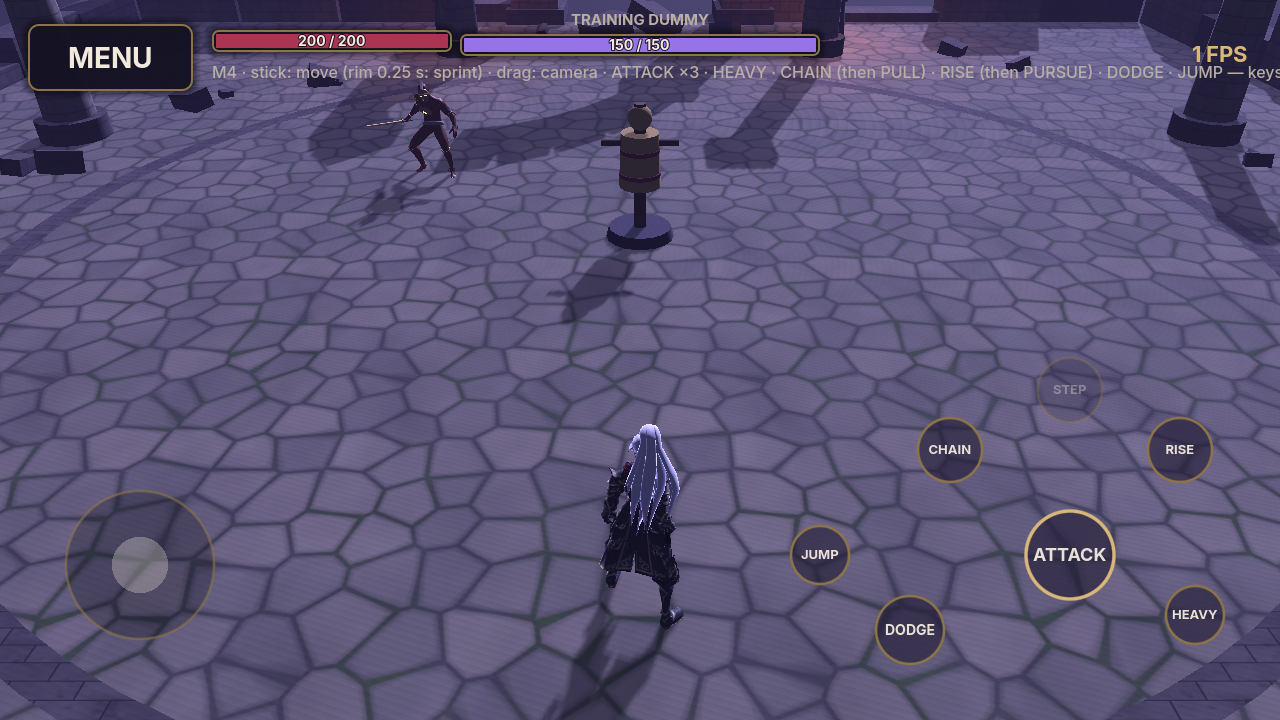 TRAINING DUMMY
MENU
200 / 200
150 / 150
1 FPS
M4 · stick: move (rim 0.25 s: sprint) · drag: camera · ATTACK ×3 · HEAVY · CHAIN (then PULL) · RISE (then PURSUE) · DODGE · JUMP — keys
STEP
CHAIN
RISE
JUMP
ATTACK
HEAVY
DODGE